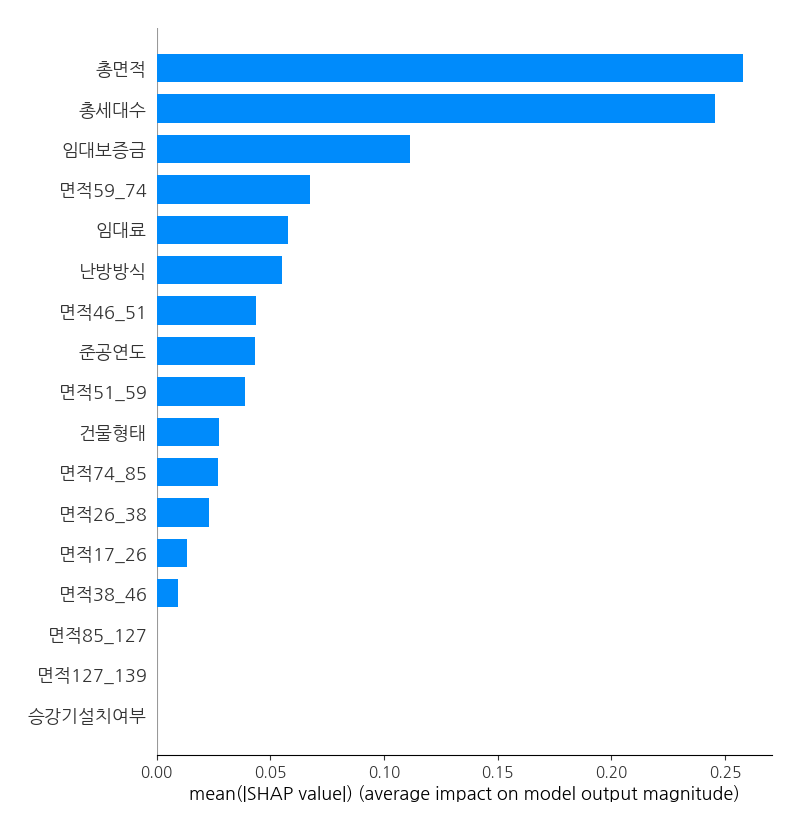 총면적
총세대수
임대보증금
면적59_74
임대료
난방방식
면적46_51
준공연도
면적51_59
건물형태
면적74_85
면적26_38
면적17_26
면적38_46
면적85_127
면적127_139
승강기설치여부
0.00 0.05 0.10 0.15 0.20 0.25
mean(|SHAP value|) (average impact on model output magnitude)